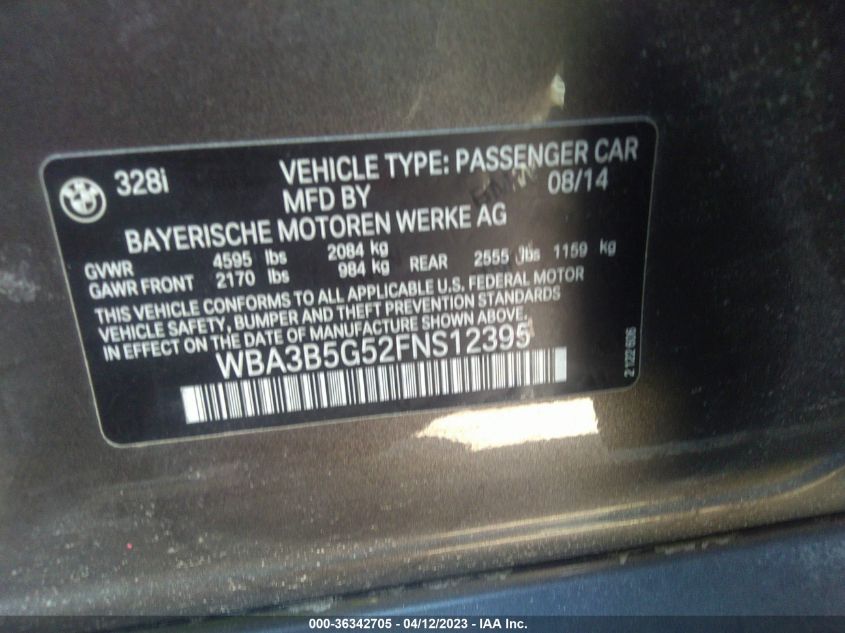 328i VEHICLE TYPE: PASSENGER CAR
MFD BY 08/14
BAYERISCHE MOTOREN WERKE AG
GVWR 4595 lbs 2084 kg
GAWR FRONT 2170 lbs 984 kg REAR 2555 lbs 1159 kg
THIS VEHICLE CONFORMS TO ALL APPLICABLE U.S. FEDERAL MOTOR
VEHICLE SAFETY, BUMPER AND THEFT PREVENTION STANDARDS
IN EFFECT ON THE DATE OF MANUFACTURE SHOWN ABOVE.
WBA3B5G52FNS12395
2 122 606
000-36342705 - 04/12/2023 - IAA Inc.